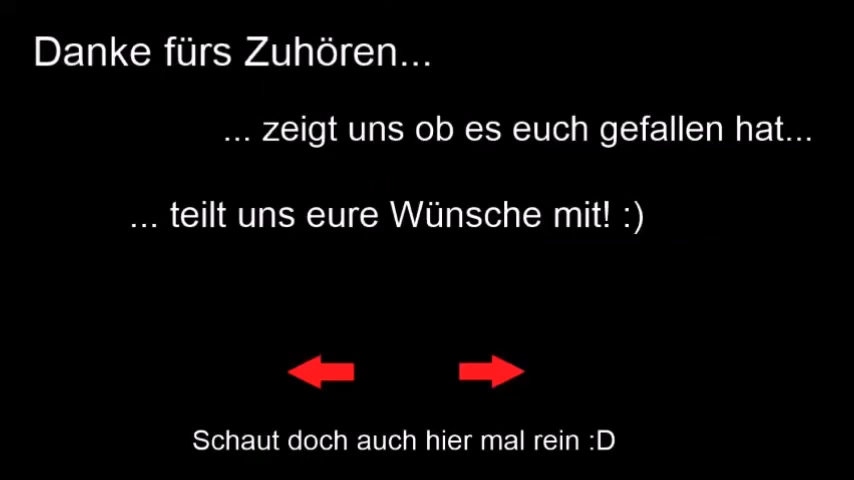 Danke fürs Zuhören...
... zeigt uns ob es euch gefallen hat...
... teilt uns eure Wünsche mit! :)
Schaut doch auch hier mal rein :D